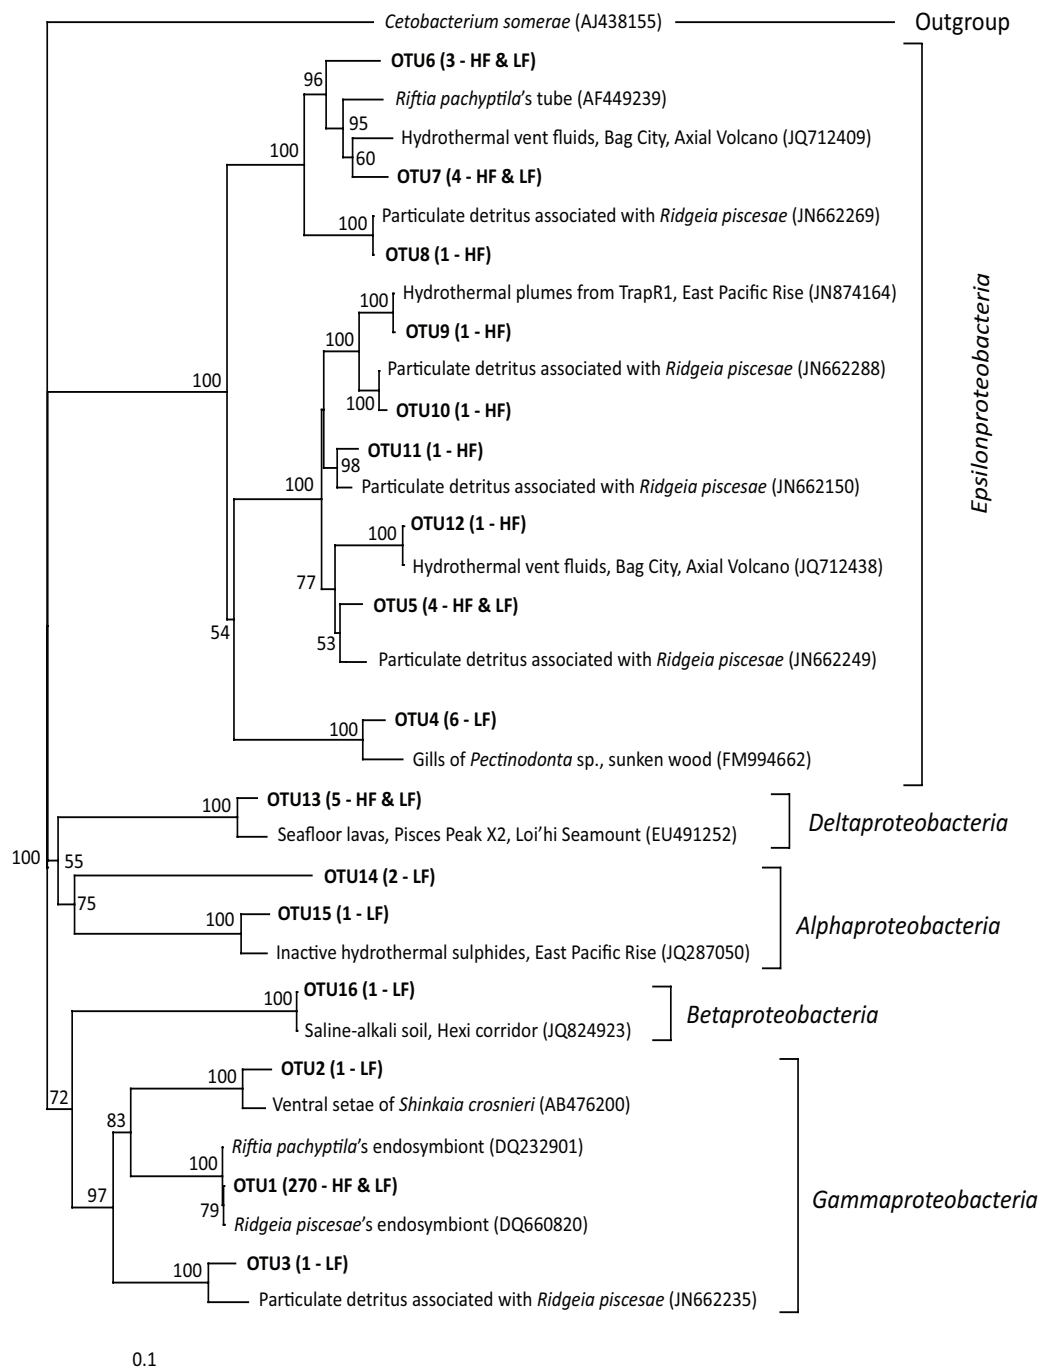 Cetobacterium somerae (AJ438155) Outgroup
OTU6 (3 - HF & LF)
96
Riftia pachyptila's tube (AF449239)
95
Hydrothermal vent fluids, Bag City, Axial Volcano (JQ712409)
100
60
OTU7 (4 - HF & LF)
Particulate detritus associated with Ridgeia piscesae (JN662269)
100
OTU8 (1 - HF)
Hydrothermal plumes from TrapR1, East Pacific Rise (JN874164)
100
OTU9 (1 - HF)
100
Particulate detritus associated with Ridgeia piscesae (JN662288)
100
100
OTU10 (1 - HF)
Epsilonproteobacteria
OTU11 (1 - HF)
98
100
Particulate detritus associated with Ridgeia piscesae (JN662150)
OTU12 (1 - HF)
100
Hydrothermal vent fluids, Bag City, Axial Volcano (JQ712438)
77
OTU5 (4 - HF & LF)
54
53
Particulate detritus associated with Ridgeia piscesae (JN662249)
OTU4 (6 - LF)
100
Gills of Pectinodonta sp., sunken wood (FM994662)
OTU13 (5 - HF & LF)
100
Deltaproteobacteria
Seafloor lavas, Pisces Peak X2, Loi'hi Seamount (EU491252)
100
55
OTU14 (2 - LF)
75
OTU15 (1 - LF)
100
Alphaproteobacteria
Inactive hydrothermal sulphides, East Pacific Rise (JQ287050)
OTU16 (1 - LF)
100
Betaproteobacteria
Saline-alkali soil, Hexi corridor (JQ824923)
OTU2 (1 - LF)
100
72
Ventral setae of Shinkaia crosnieri (AB476200)
83
Riftia pachyptila's endosymbiont (DQ232901)
100
OTU1 (270 - HF & LF)
97
79
Gammaproteobacteria
Ridgeia piscesae's endosymbiont (DQ660820)
OTU3 (1 - LF)
100
Particulate detritus associated with Ridgeia piscesae (JN662235)
0.1